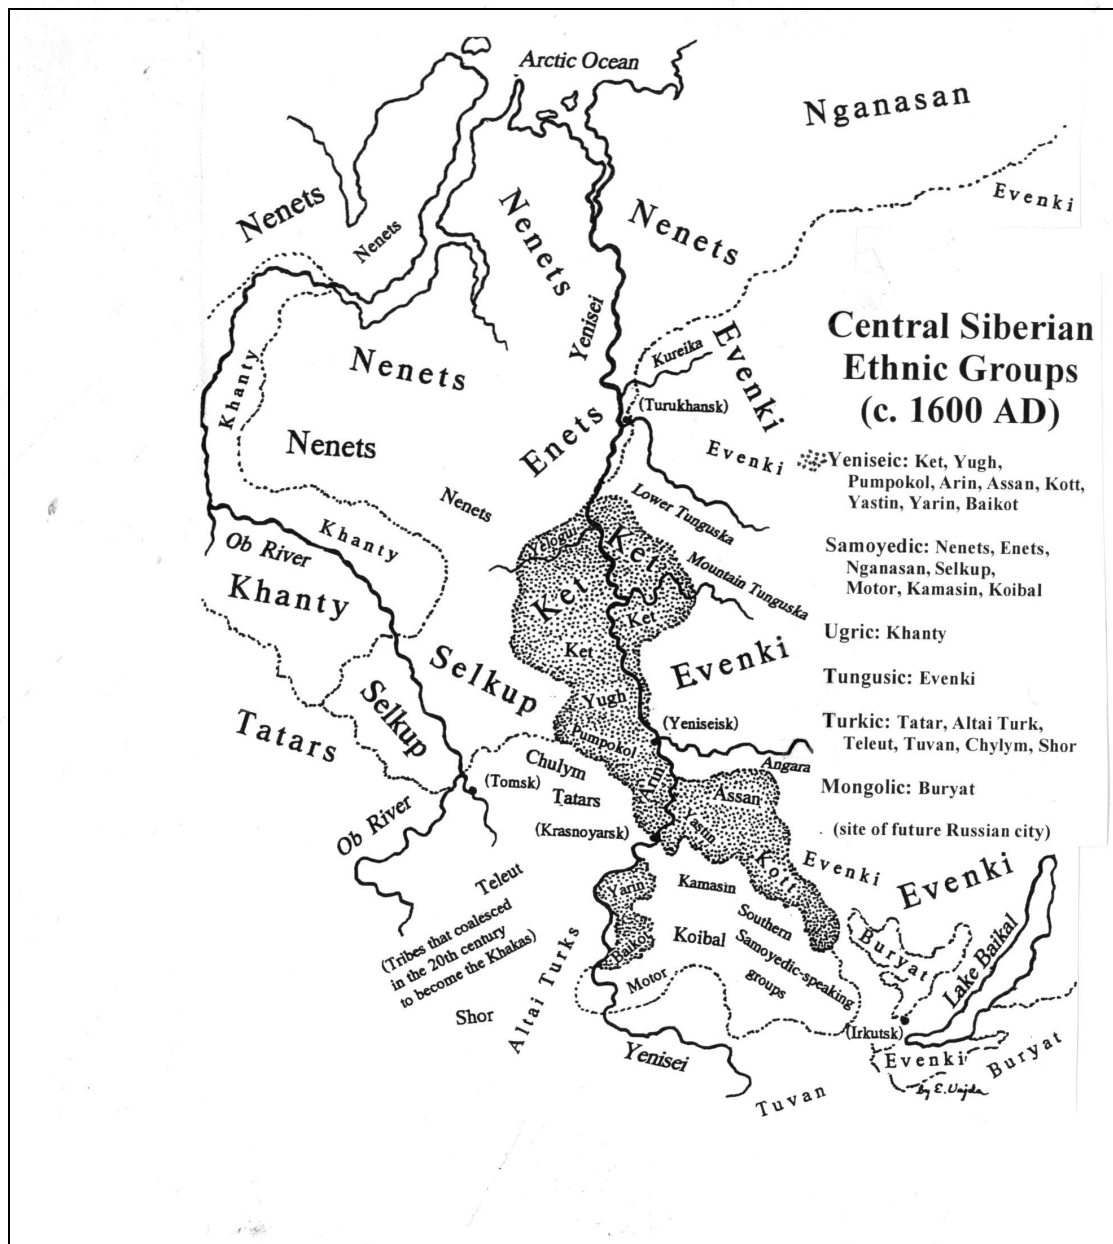 Arctic Ocean
Nganasan
Evenki
Nenets
Nenets
Nenets
Nenets
Yenisei
Central Siberian
Ethnic Groups
(c. 1600 AD)
Kureika
Evenki
(Turukhansk)
Khanty
Nenets
Nenets
Enets
Evenki
Nenets
Lower Tunguska
Yeniseic: Ket, Yugh,
Pumpokol, Arin, Assan, Kott,
Yastin, Yarin, Baikot
Khanty
Ob River
Yelogui
Ket
Ket
Mountain Tunguska
Samoyedic: Nenets, Enets,
Nganasan, Selkup,
Motor, Kamasin, Koibal
Khanty
Ket
Ket
Ugric: Khanty
Selkup
Evenki
Tungusic: Evenki
Selkup
Tatars
Yugh
(Yeniseisk)
Pumpokol
Turkic: Tatar, Altai Turk,
Teleut, Tuvan, Chylym, Shor
Angara
Chulym
Tatars
(Tomsk)
Arin
Assan
Mongolic: Buryat
Ob River
(Krasnoyarsk)
Yastin
(site of future Russian city)
Kott
Evenki
Evenki
Teleut
Yarin
Kamasin
(Tribes that coalesced
in the 20th century
to become the Khakas)
Baikot
Koibal
Southern
Samoyedic-speaking
groups
Buryat
Lake Baikal
Motor
Shor
Altai Turks
(Irkutsk)
Yenisei
Evenki
Buryat
by E. Vajda
Tuvan